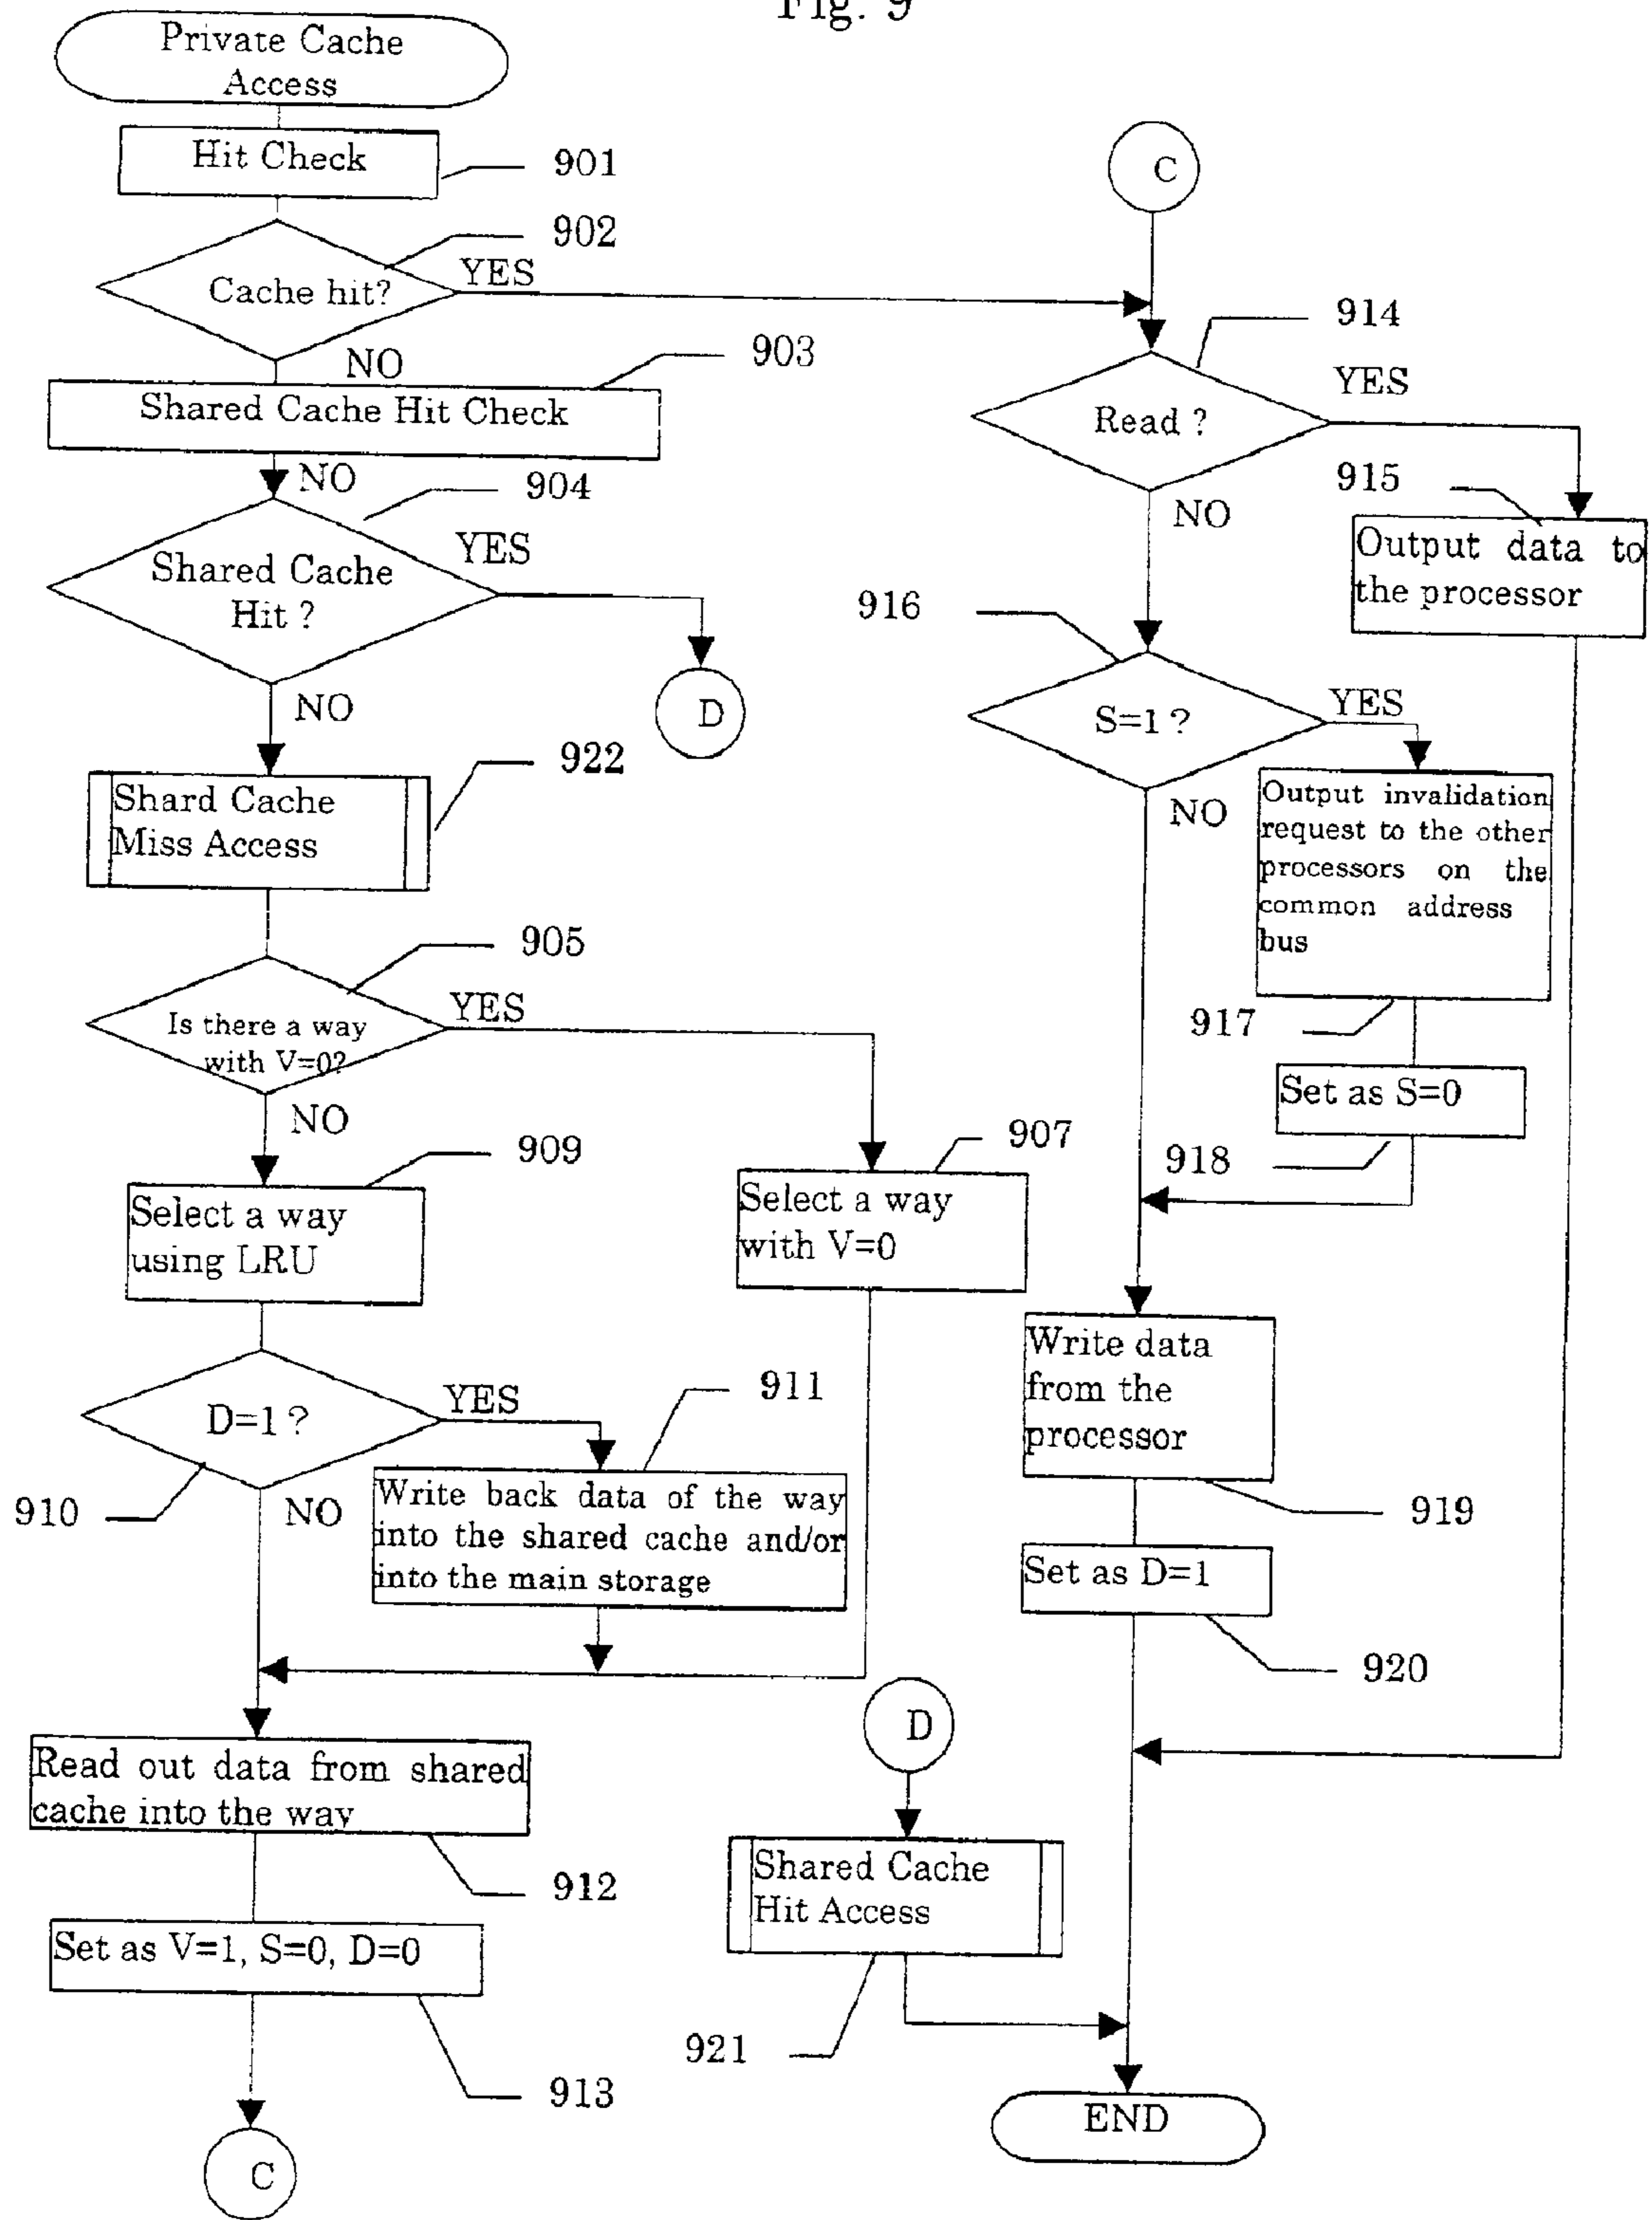 Fig. 9
Private Cache
Access
Hit Check
901
902
Cache hit?
YES
NO
903
Shared Cache Hit Check
NO
904
Shared Cache
Hit ?
YES
D
NO
922
Shard Cache
Miss Access
905
Is there a way
with V=0?
YES
NO
909
Select a way
using LRU
907
Select a way
with V=0
D=1 ?
YES
910
NO
911
Write back data of the way
into the shared cache and/or
into the main storage
Read out data from shared
cache into the way
912
Set as V=1, S=0, D=0
913
C
C
914
Read ?
YES
NO
915
Output data to
the processor
916
S=1 ?
YES
NO
Output invalidation
request to the other
processors on the
common address
bus
917
Set as S=0
918
Write data
from the
processor
919
Set as D=1
920
D
Shared Cache
Hit Access
921
END